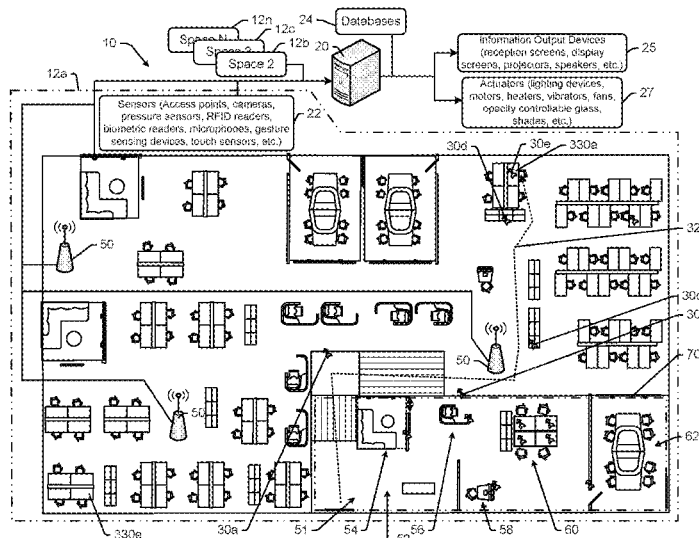 12n
12c
12b
24
Databases
10
20
Space N
Space 3
Space 2
12a
Information Output Devices
(reception screens, display
screens, projectors, speakers, etc.)
25
Actuators (lighting devices,
motors, heaters, vibrators, fans,
opacity controllable glass,
shades, etc.)
27
Sensors (Access points, cameras,
pressure sensors, RFID readers,
biometric readers, microphones, gesture
sensing devices, touch sensors, etc.)
22
30e
330a
30d
32
50
30c
30
50
70
50
62
330e
30a
51
54
56
58
60